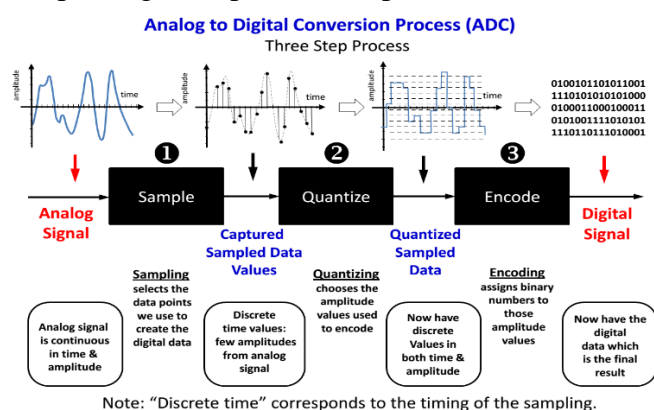 Analog to Digital Conversion Process (ADC)
Three Step Process
amplitude
time
amplitude
time
amplitude
time
0100101101011001
1110101010101000
0100011000100011
0101001111010101
1110110111010001
1
2
3
Sample
Quantize
Encode
Analog
Signal
Captured
Sampled Data
Values
Quantized
Sampled
Data
Digital
Signal
Sampling
selects the
data points
we use to
create the
digital data
Quantizing
chooses the
amplitude
values used
to encode
Encoding
assigns binary
numbers to
those
amplitude
values
Analog signal
is continuous
in time &
amplitude
Discrete
time values:
few amplitudes
from analog
signal
Now have
discrete
Values in
both time &
amplitude
Now have the
digital
data which
is the final
result
Note: “Discrete time” corresponds to the timing of the sampling.